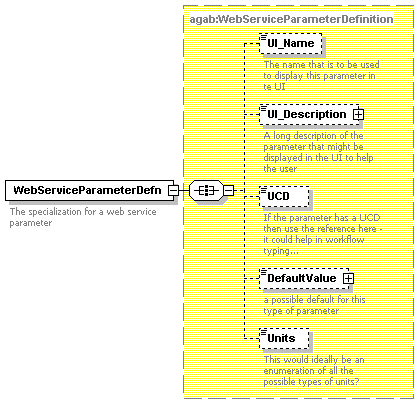 agab:WebServiceParameterDefinition
UI_Name
The name that is to be used
to display this parameter in
te UI
UI_Description
A long description of the
parameter that might be
displayed in the UI to help
the user
WebServiceParameterDefn
The specialization for a web service
parameter
UCD
If the parameter has a UCD
then use the reference here -
it could help in workflow
typing...
DefaultValue
a possible default for this
type of parameter
Units
This would ideally be an
enumeration of all the
possible types of units?